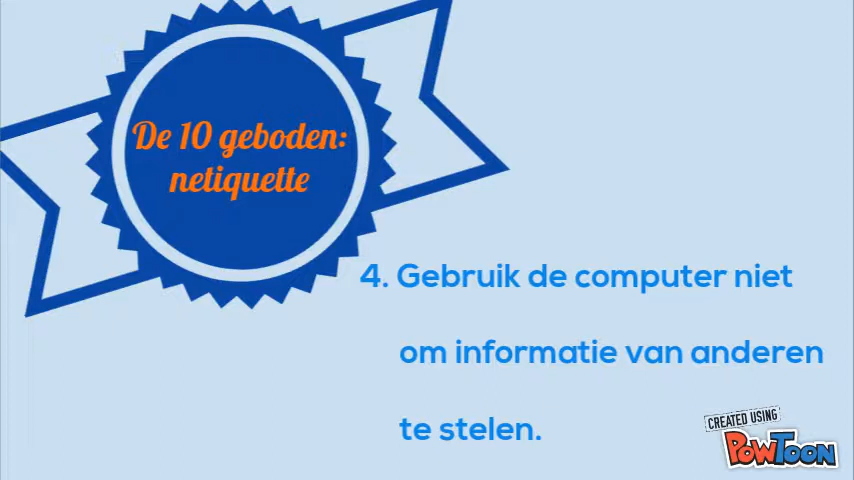 De 10 geboden:
netiquette
4. Gebruik de computer niet
om informatie van anderen
te stelen.
CREATED USING
POWTOON